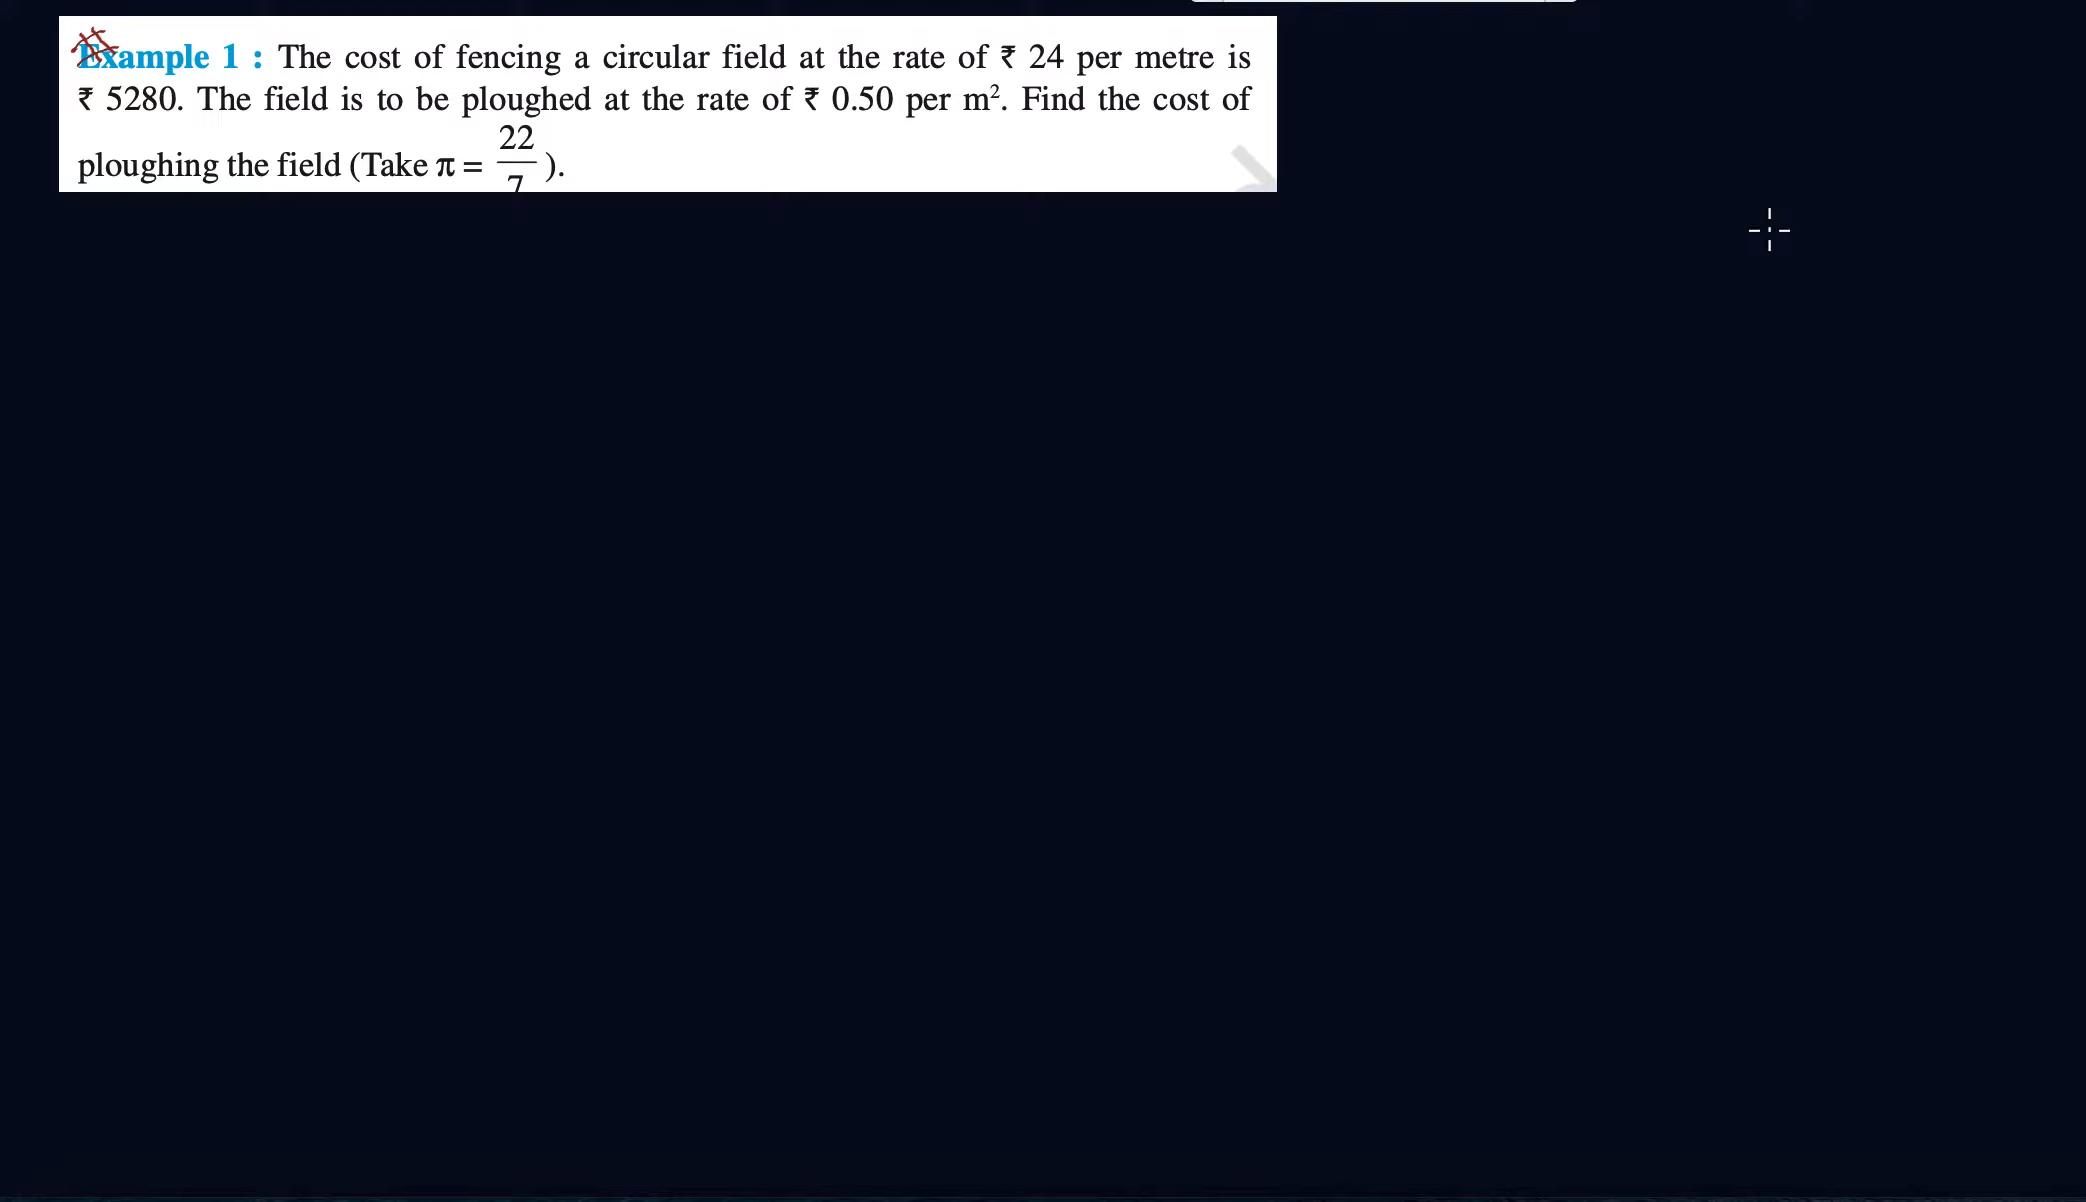 Example 1 : The cost of fencing a circular field at the rate of ₹ 24 per metre is
₹ 5280. The field is to be ploughed at the rate of ₹ 0.50 per m². Find the cost of
ploughing the field (Take π = 22/7 ).